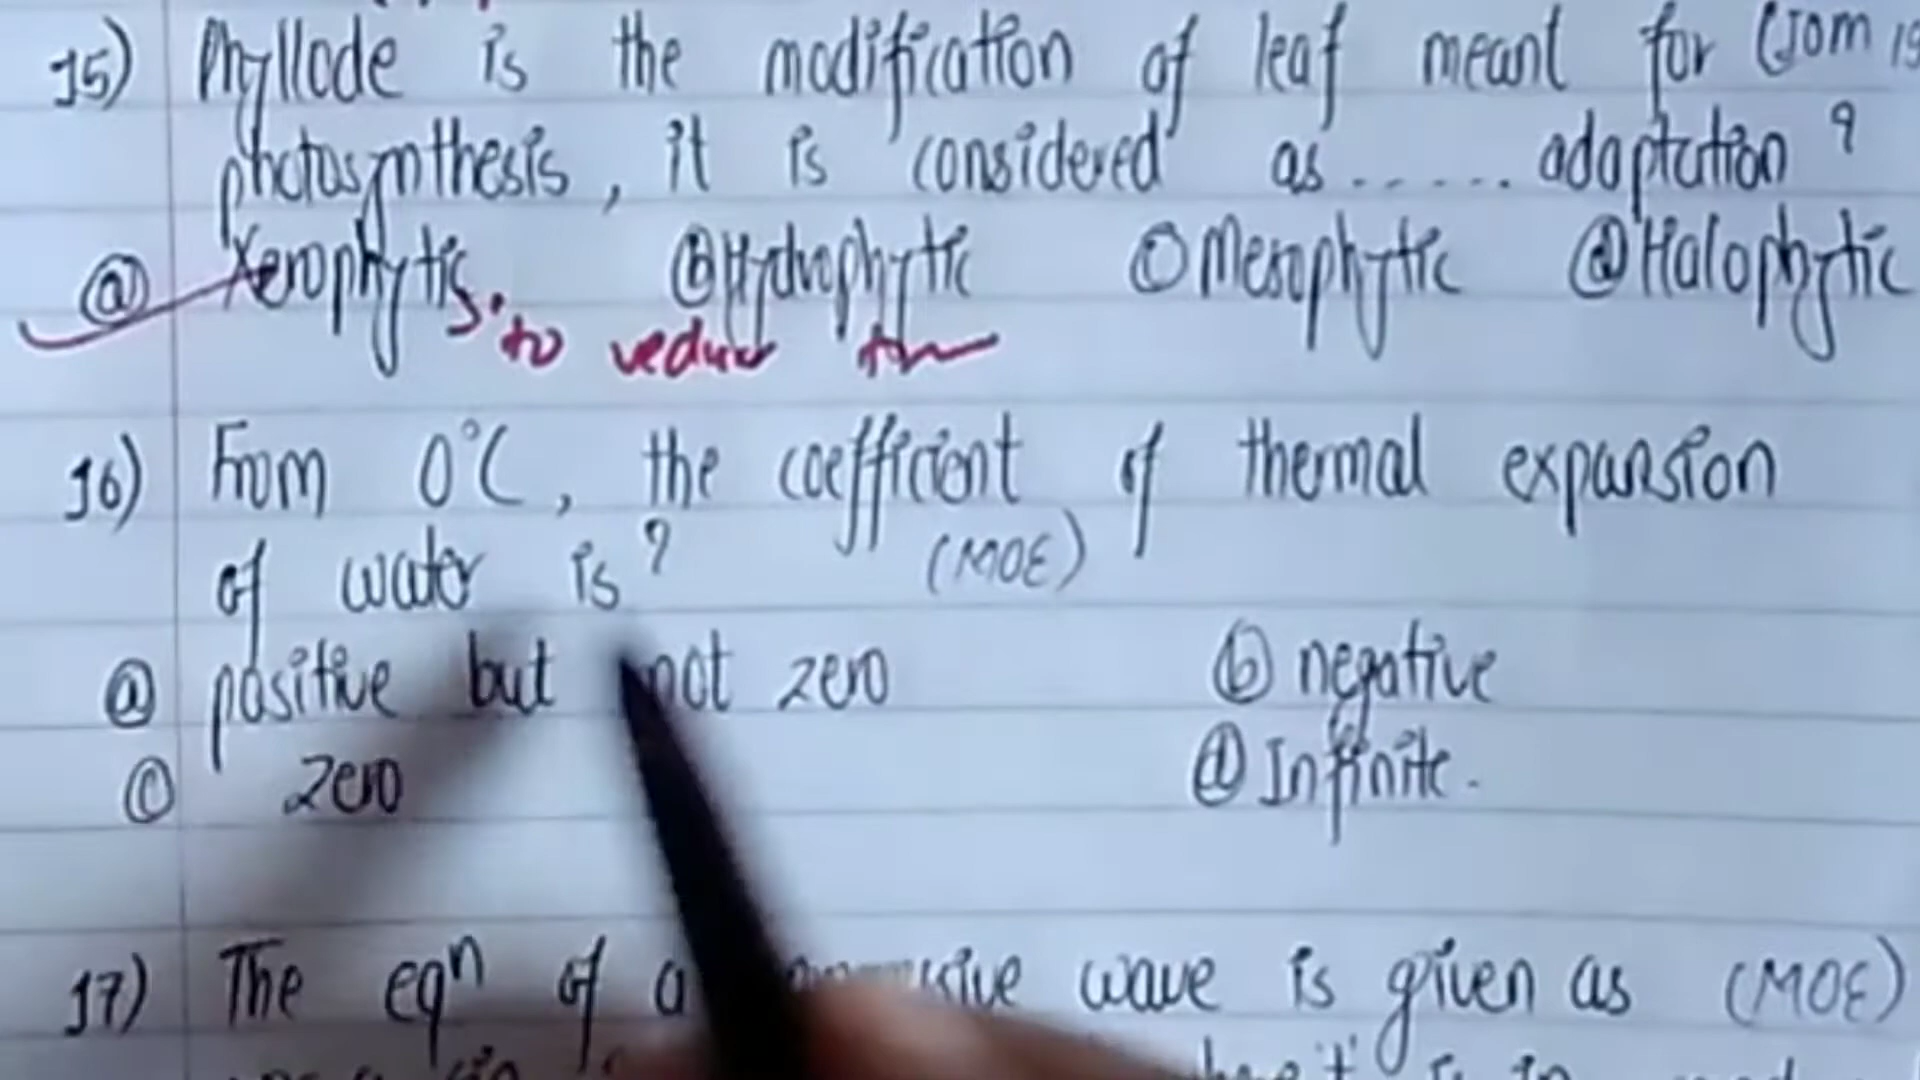 15) Phyllode is the modification of leaf meant for (IOM 19
photosynthesis, it is considered as ..... adaptation ?
ⓐ Xerophytic ⓑ Hydrophytic ⓒ Mesophytic ⓓ Halophytic
to reduce
16) From 0°C, the coefficient of thermal expansion
of water is ? (MOE)
ⓐ positive but not zero ⓑ negative
ⓒ zero ⓓ Infinite.
17) The eqn of a wave is given as (MOE)